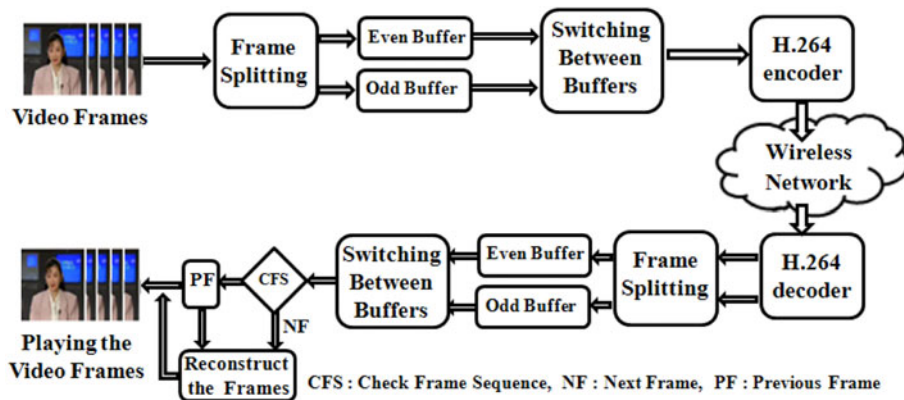 Video Frames
Frame
Splitting
Even Buffer
Odd Buffer
Switching
Between
Buffers
H.264
encoder
Wireless
Network
H.264
decoder
Frame
Splitting
Even Buffer
Odd Buffer
Switching
Between
Buffers
CFS
NF
PF
Reconstruct
the Frames
Playing the
Video Frames
CFS : Check Frame Sequence, NF : Next Frame, PF : Previous Frame